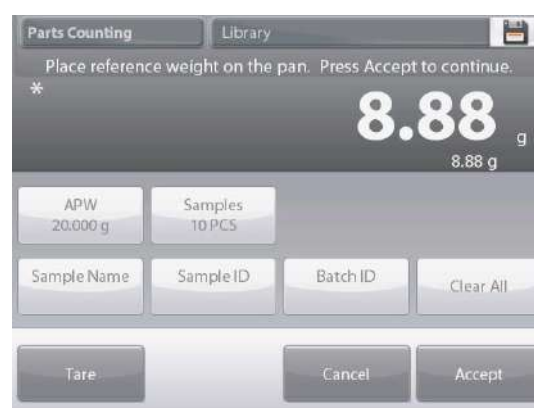 Parts Counting Library
Place reference weight on the pan. Press Accept to continue.
*
8.88 g
8.88 g
APW Samples
20.000 g 10 PCS
Sample Name Sample ID Batch ID Clear All
Tare Cancel Accept